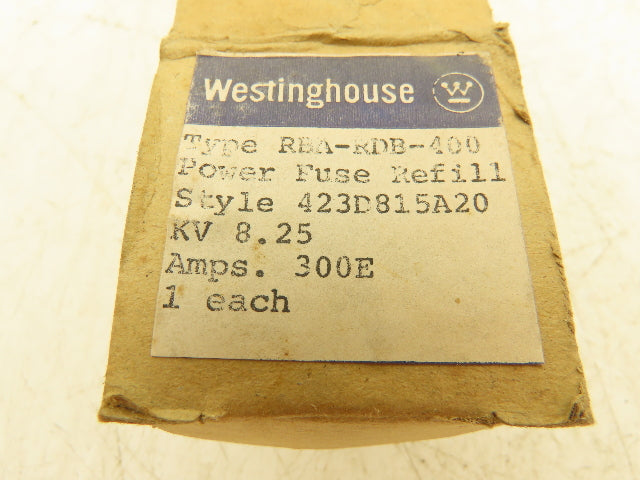 Westinghouse W
Type RBA-RDB-400
Power Fuse Refill
Style 423D815A20
KV 8.25
Amps. 300E
1 each